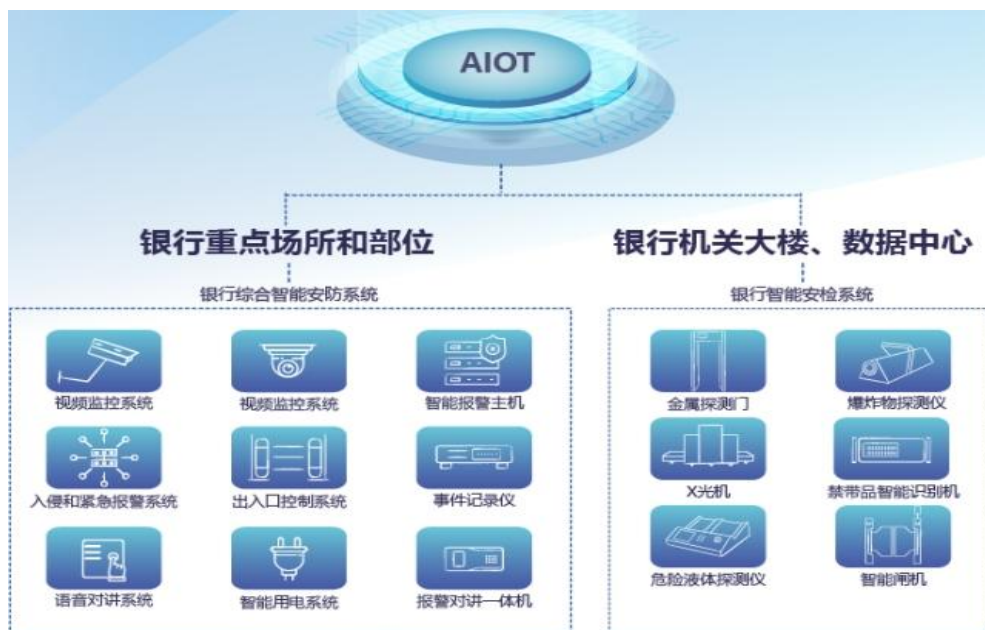 AIOT
银行重点场所和部位
银行综合智能安防系统
视频监控系统
视频监控系统
智能报警主机
入侵和紧急报警系统
出入口控制系统
事件记录仪
语音对讲系统
智能用电系统
报警对讲一体机
银行机关大楼、数据中心
银行智能安检系统
金属探测门
爆炸物探测仪
X光机
禁带品智能识别机
危险液体探测仪
智能闸机